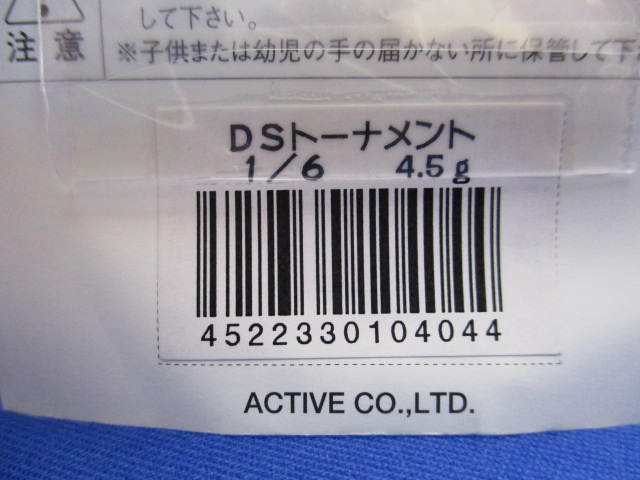 して下さい。
注意 ※子供または幼児の手の届かない所に保管して下
DSトーナメント
1/6 4.5g
4522330104044
ACTIVE CO.,LTD.